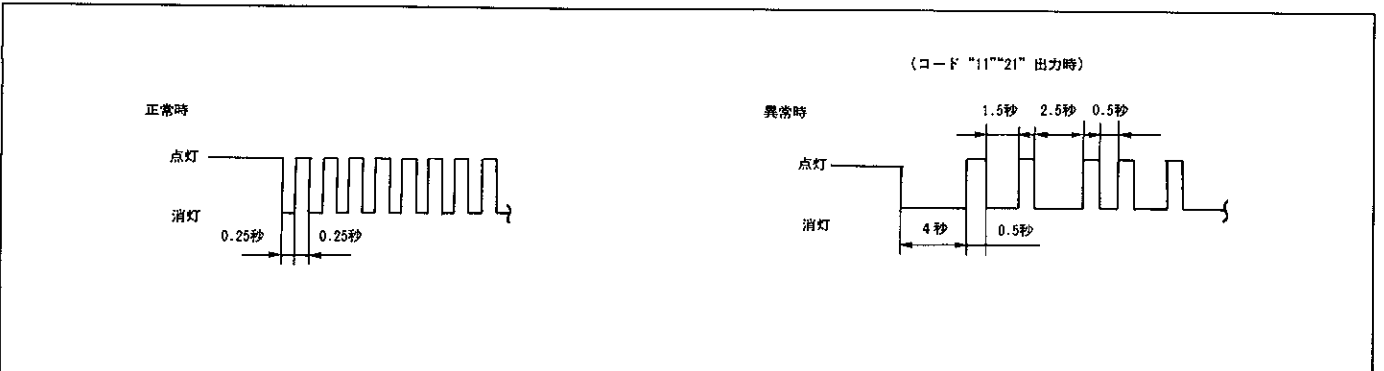 （コード “11”“21” 出力時）
正常時
点灯
消灯
0.25秒 0.25秒
異常時
1.5秒 2.5秒 0.5秒
点灯
消灯
4秒 0.5秒